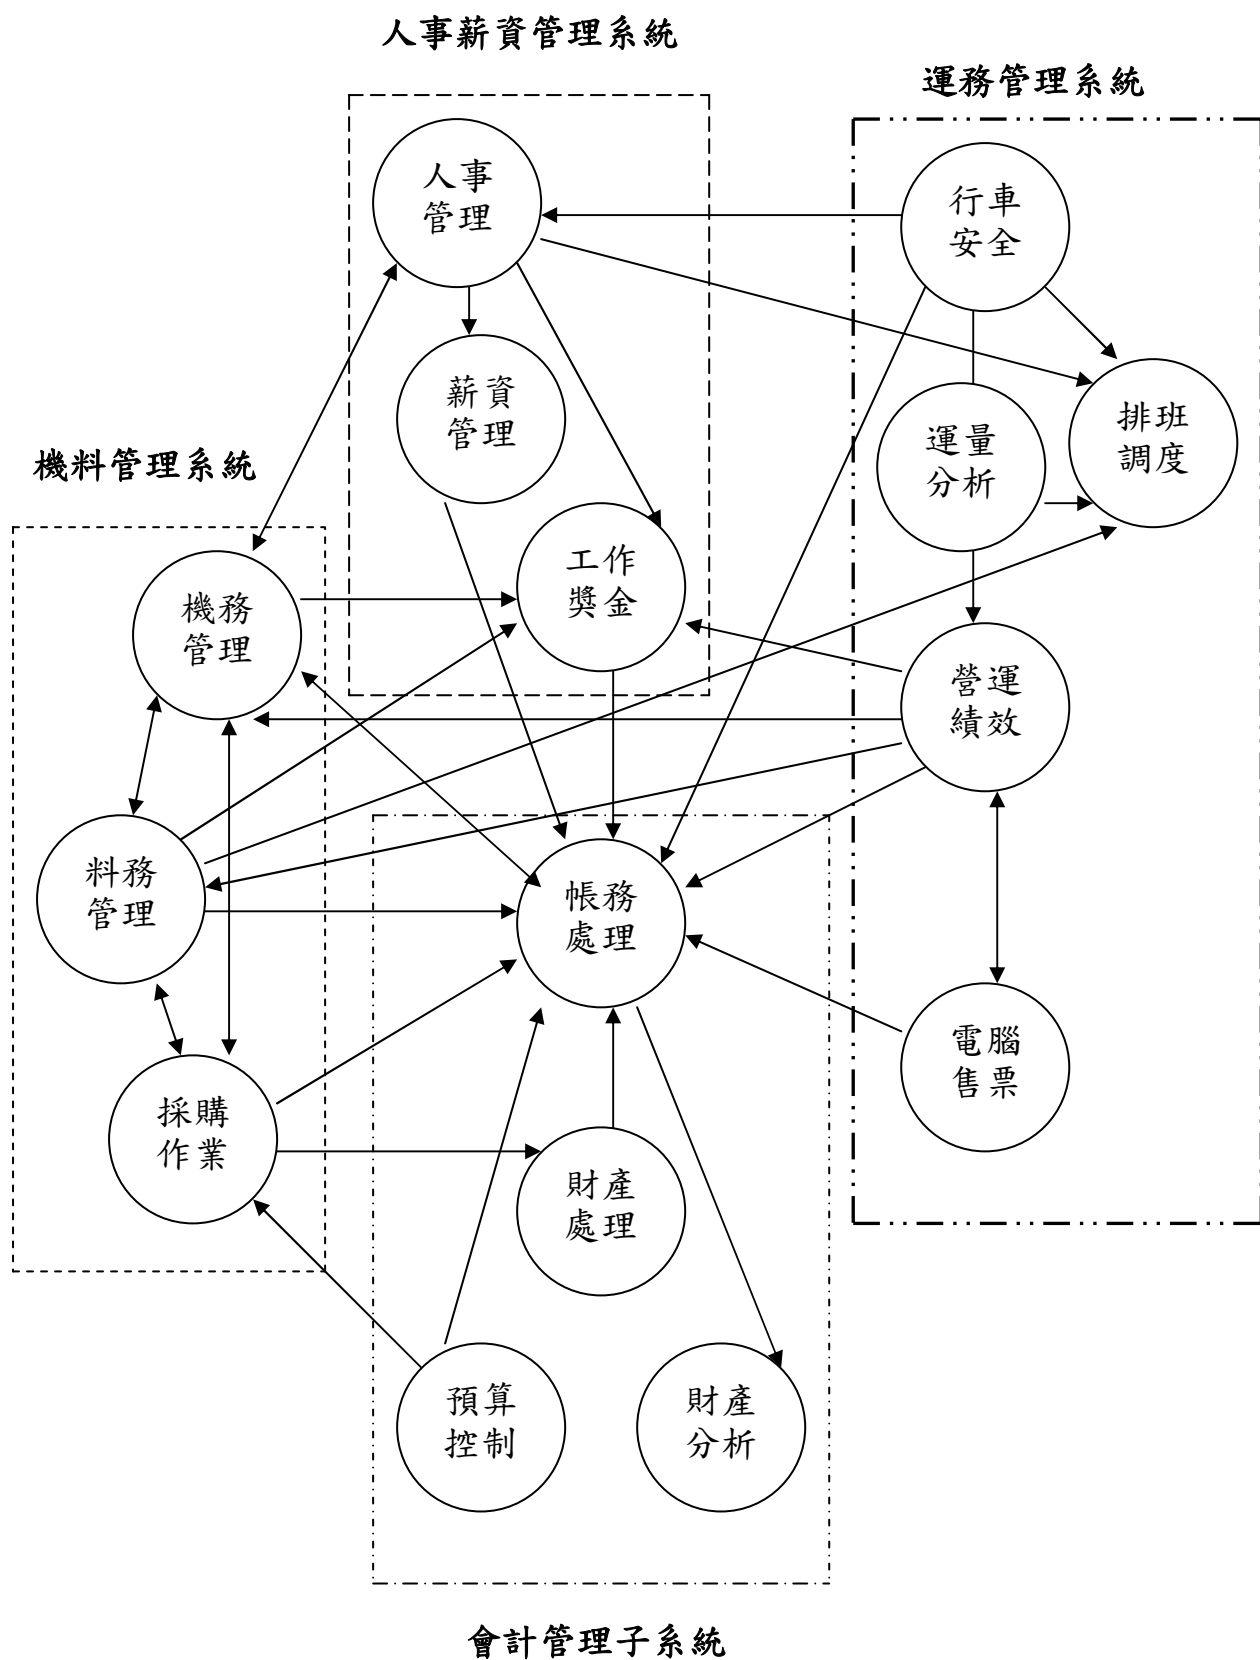 人事薪資管理系統
運務管理系統
人事
管理
行車
安全
薪資
管理
排班
調度
運量
分析
機料管理系統
工作
獎金
機務
管理
營運
績效
料務
管理
帳務
處理
電腦
售票
採購
作業
財產
處理
預算
控制
財產
分析
會計管理子系統